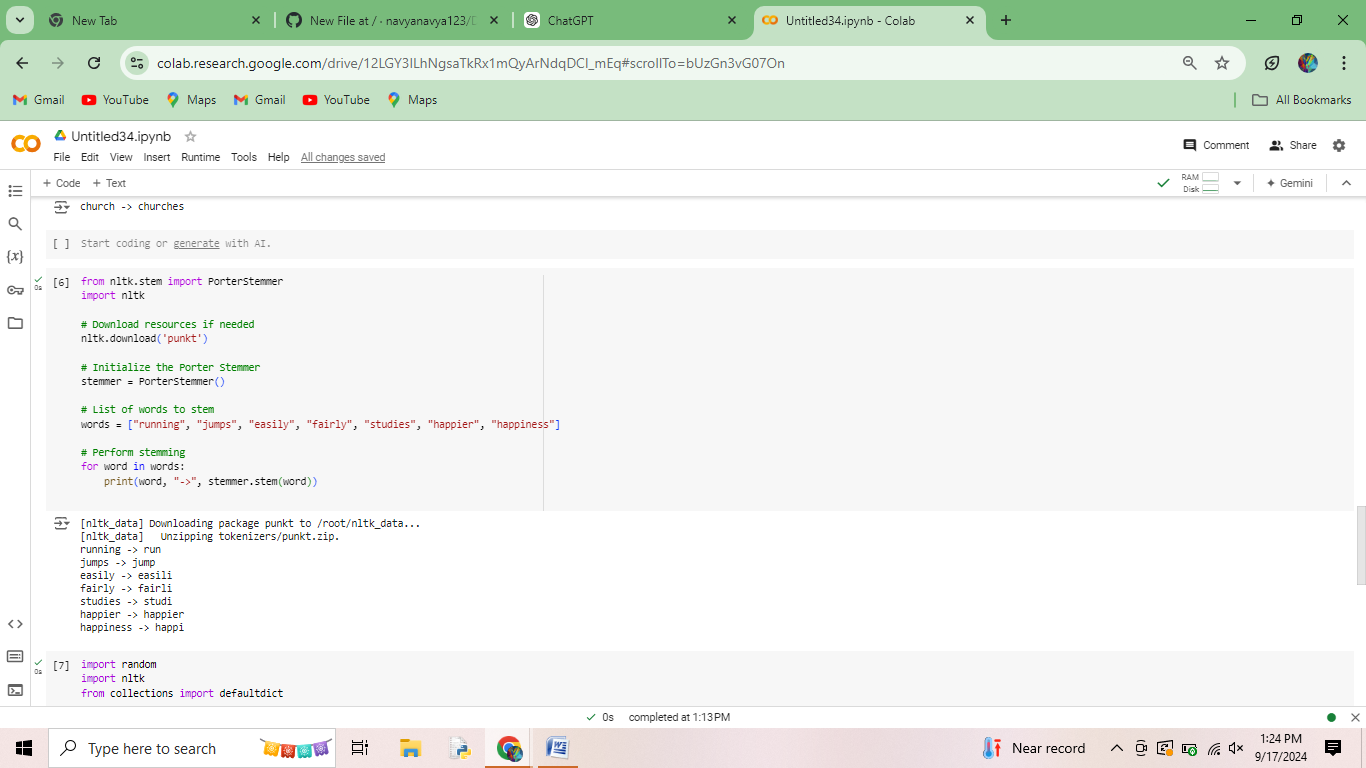 New Tab
New File at / · navyanavya123/D
ChatGPT
Untitled34.ipynb - Colab
colab.research.google.com/drive/12LGY3ILhNgsaTkRx1mQyArNdqDCI_mEq#scrollTo=bUzGn3vG07On
Gmail YouTube Maps Gmail YouTube Maps All Bookmarks
Untitled34.ipynb
File Edit View Insert Runtime Tools Help All changes saved
Comment Share
+ Code + Text
RAM
Disk
Gemini
church -> churches
[ ] Start coding or generate with AI.
[6] from nltk.stem import PorterStemmer
0s
import nltk
# Download resources if needed
nltk.download('punkt')
# Initialize the Porter Stemmer
stemmer = PorterStemmer()
# List of words to stem
words = ["running", "jumps", "easily", "fairly", "studies", "happier", "happiness"]
# Perform stemming
for word in words:
    print(word, "->", stemmer.stem(word))
[nltk_data] Downloading package punkt to /root/nltk_data...
[nltk_data]   Unzipping tokenizers/punkt.zip.
running -> run
jumps -> jump
easily -> easili
fairly -> fairli
studies -> studi
happier -> happier
happiness -> happi
[7] import random
0s
import nltk
from collections import defaultdict
0s completed at 1:13 PM
Type here to search
Near record
1:24 PM
9/17/2024